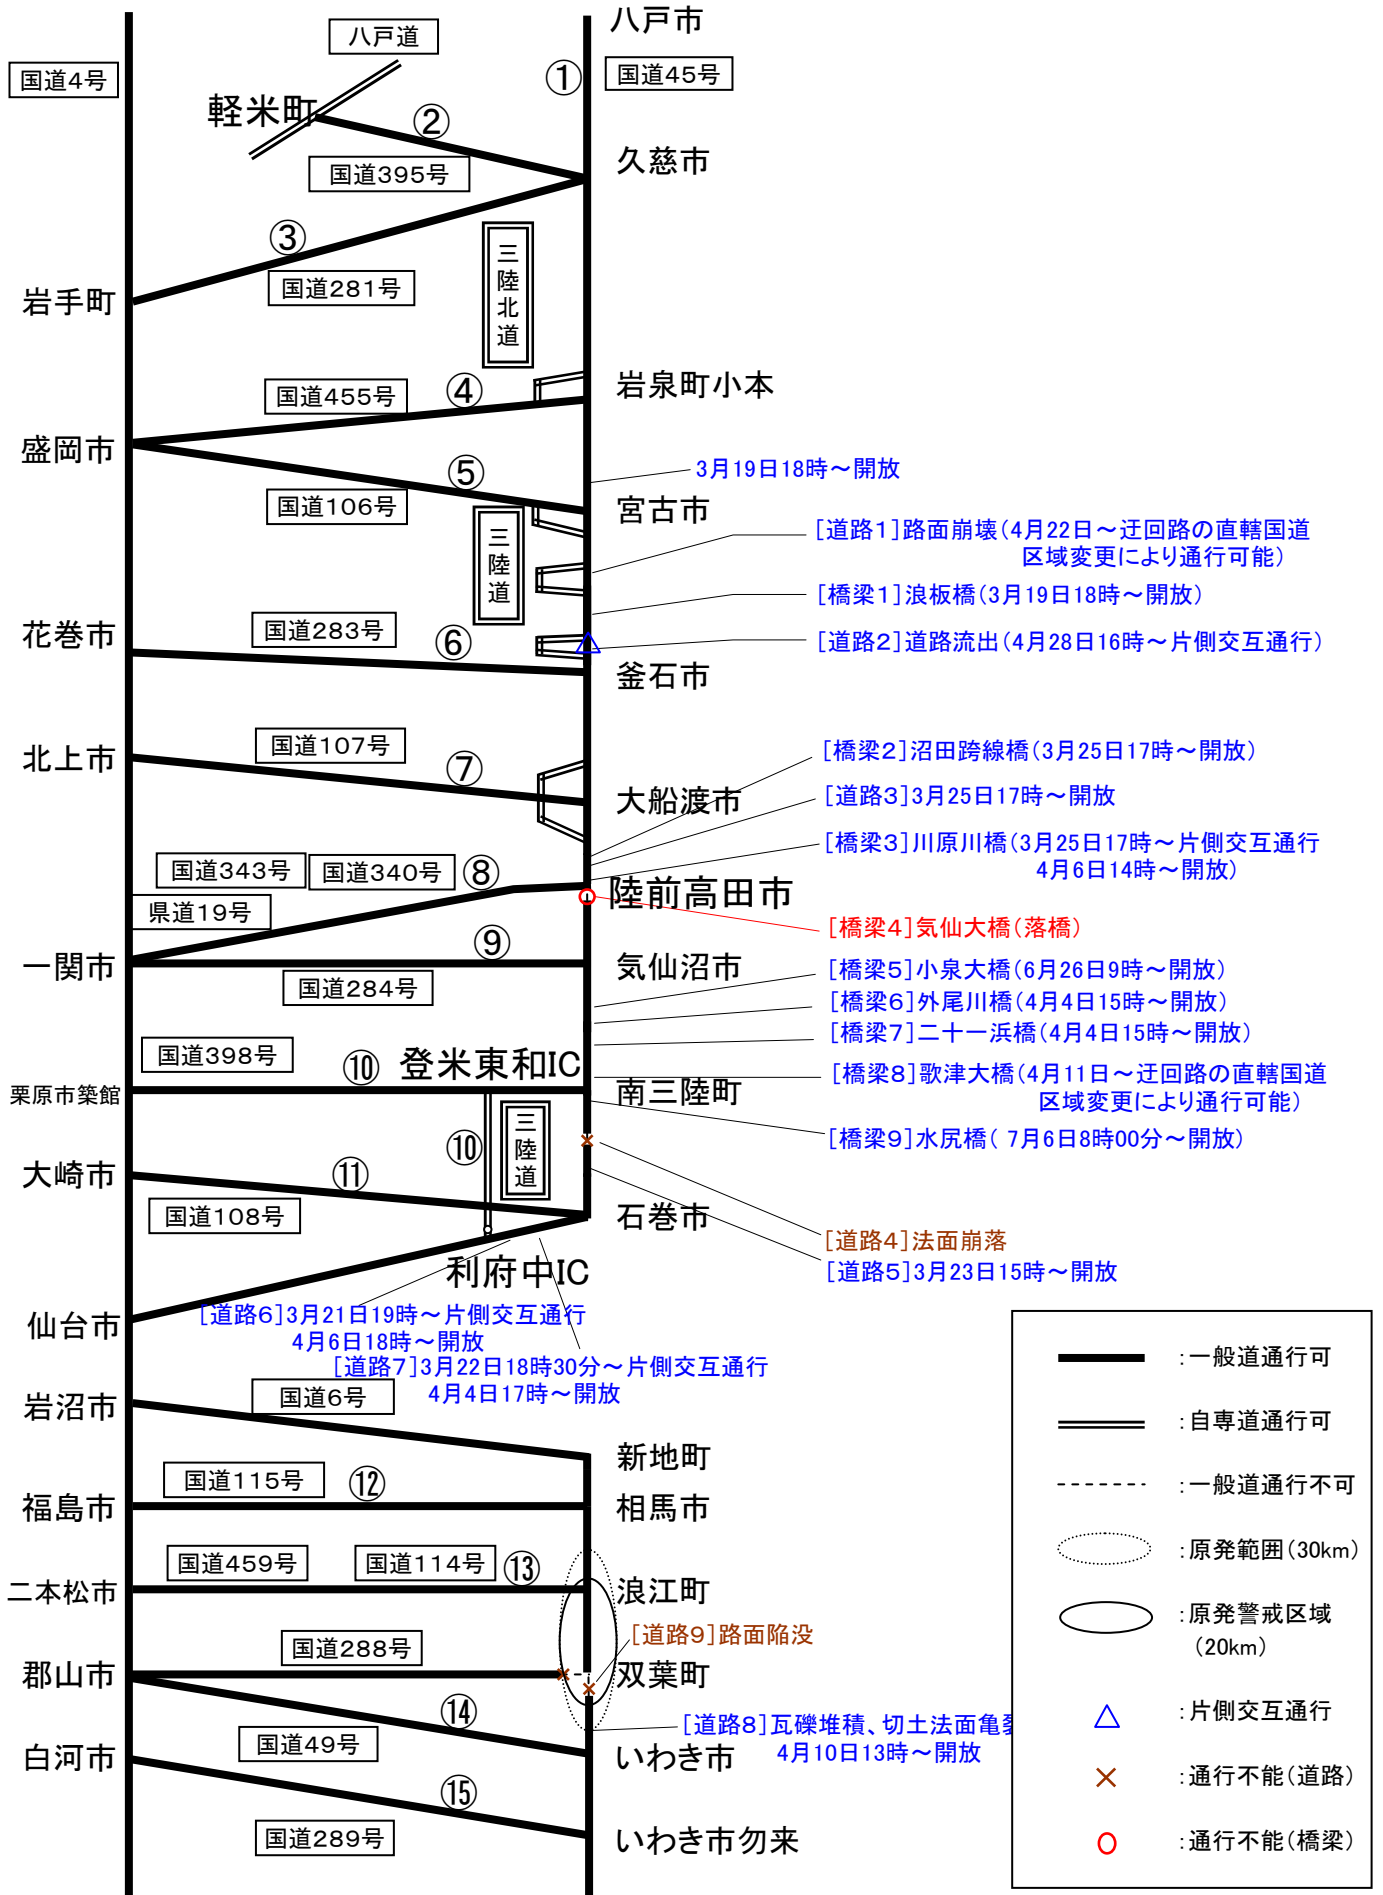 八戸市
八戸道
国道4号
①
国道45号
軽米町
②
久慈市
国道395号
③
三陸北道
国道281号
岩手町
岩泉町小本
国道455号
④
盛岡市
⑤
3月19日18時～開放
国道106号
宮古市
三陸道
[道路1]路面崩壊(4月22日～迂回路の直轄国道
区域変更により通行可能)
[橋梁1]浪板橋(3月19日18時～開放)
花巻市
国道283号
⑥
[道路2]道路流出(4月28日16時～片側交互通行)
釜石市
北上市
国道107号
⑦
[橋梁2]沼田跨線橋(3月25日17時～開放)
大船渡市
[道路3]3月25日17時～開放
[橋梁3]川原川橋(3月25日17時～片側交互通行
4月6日14時～開放)
国道343号
国道340号
⑧
陸前高田市
県道19号
[橋梁4]気仙大橋(落橋)
⑨
一関市
気仙沼市
国道284号
[橋梁5]小泉大橋(6月26日9時～開放)
[橋梁6]外尾川橋(4月4日15時～開放)
[橋梁7]二十一浜橋(4月4日15時～開放)
国道398号
⑩
登米東和IC
[橋梁8]歌津大橋(4月11日～迂回路の直轄国道
区域変更により通行可能)
栗原市築館
南三陸町
[橋梁9]水尻橋( 7月6日8時00分～開放)
⑩
三陸道
大崎市
⑪
国道108号
石巻市
[道路4]法面崩落
[道路5]3月23日15時～開放
利府中IC
[道路6]3月21日19時～片側交互通行
4月6日18時～開放
仙台市
[道路7]3月22日18時30分～片側交互通行
4月4日17時～開放
国道6号
岩沼市
新地町
国道115号
⑫
福島市
相馬市
国道459号
国道114号
⑬
二本松市
浪江町
[道路9]路面陥没
国道288号
郡山市
双葉町
⑭
[道路8]瓦礫堆積、切土法面亀裂
4月10日13時～開放
国道49号
白河市
いわき市
⑮
国道289号
いわき市勿来
:一般道通行可
:自専道通行可
:一般道通行不可
:原発範囲(30km)
:原発警戒区域
(20km)
:片側交互通行
:通行不能(道路)
:通行不能(橋梁)